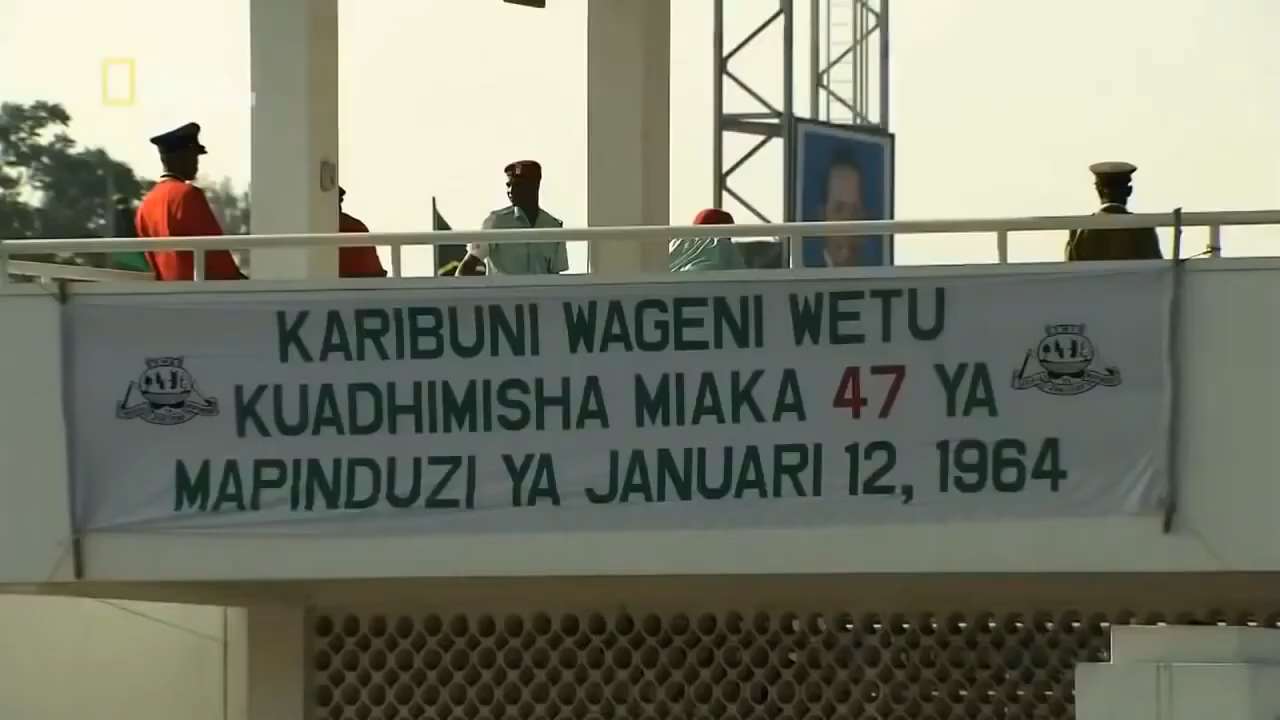 KARIBUNI WAGENI WETU
KUADHIMISHA MIAKA 47 YA
MAPINDUZI YA JANUARI 12, 1964